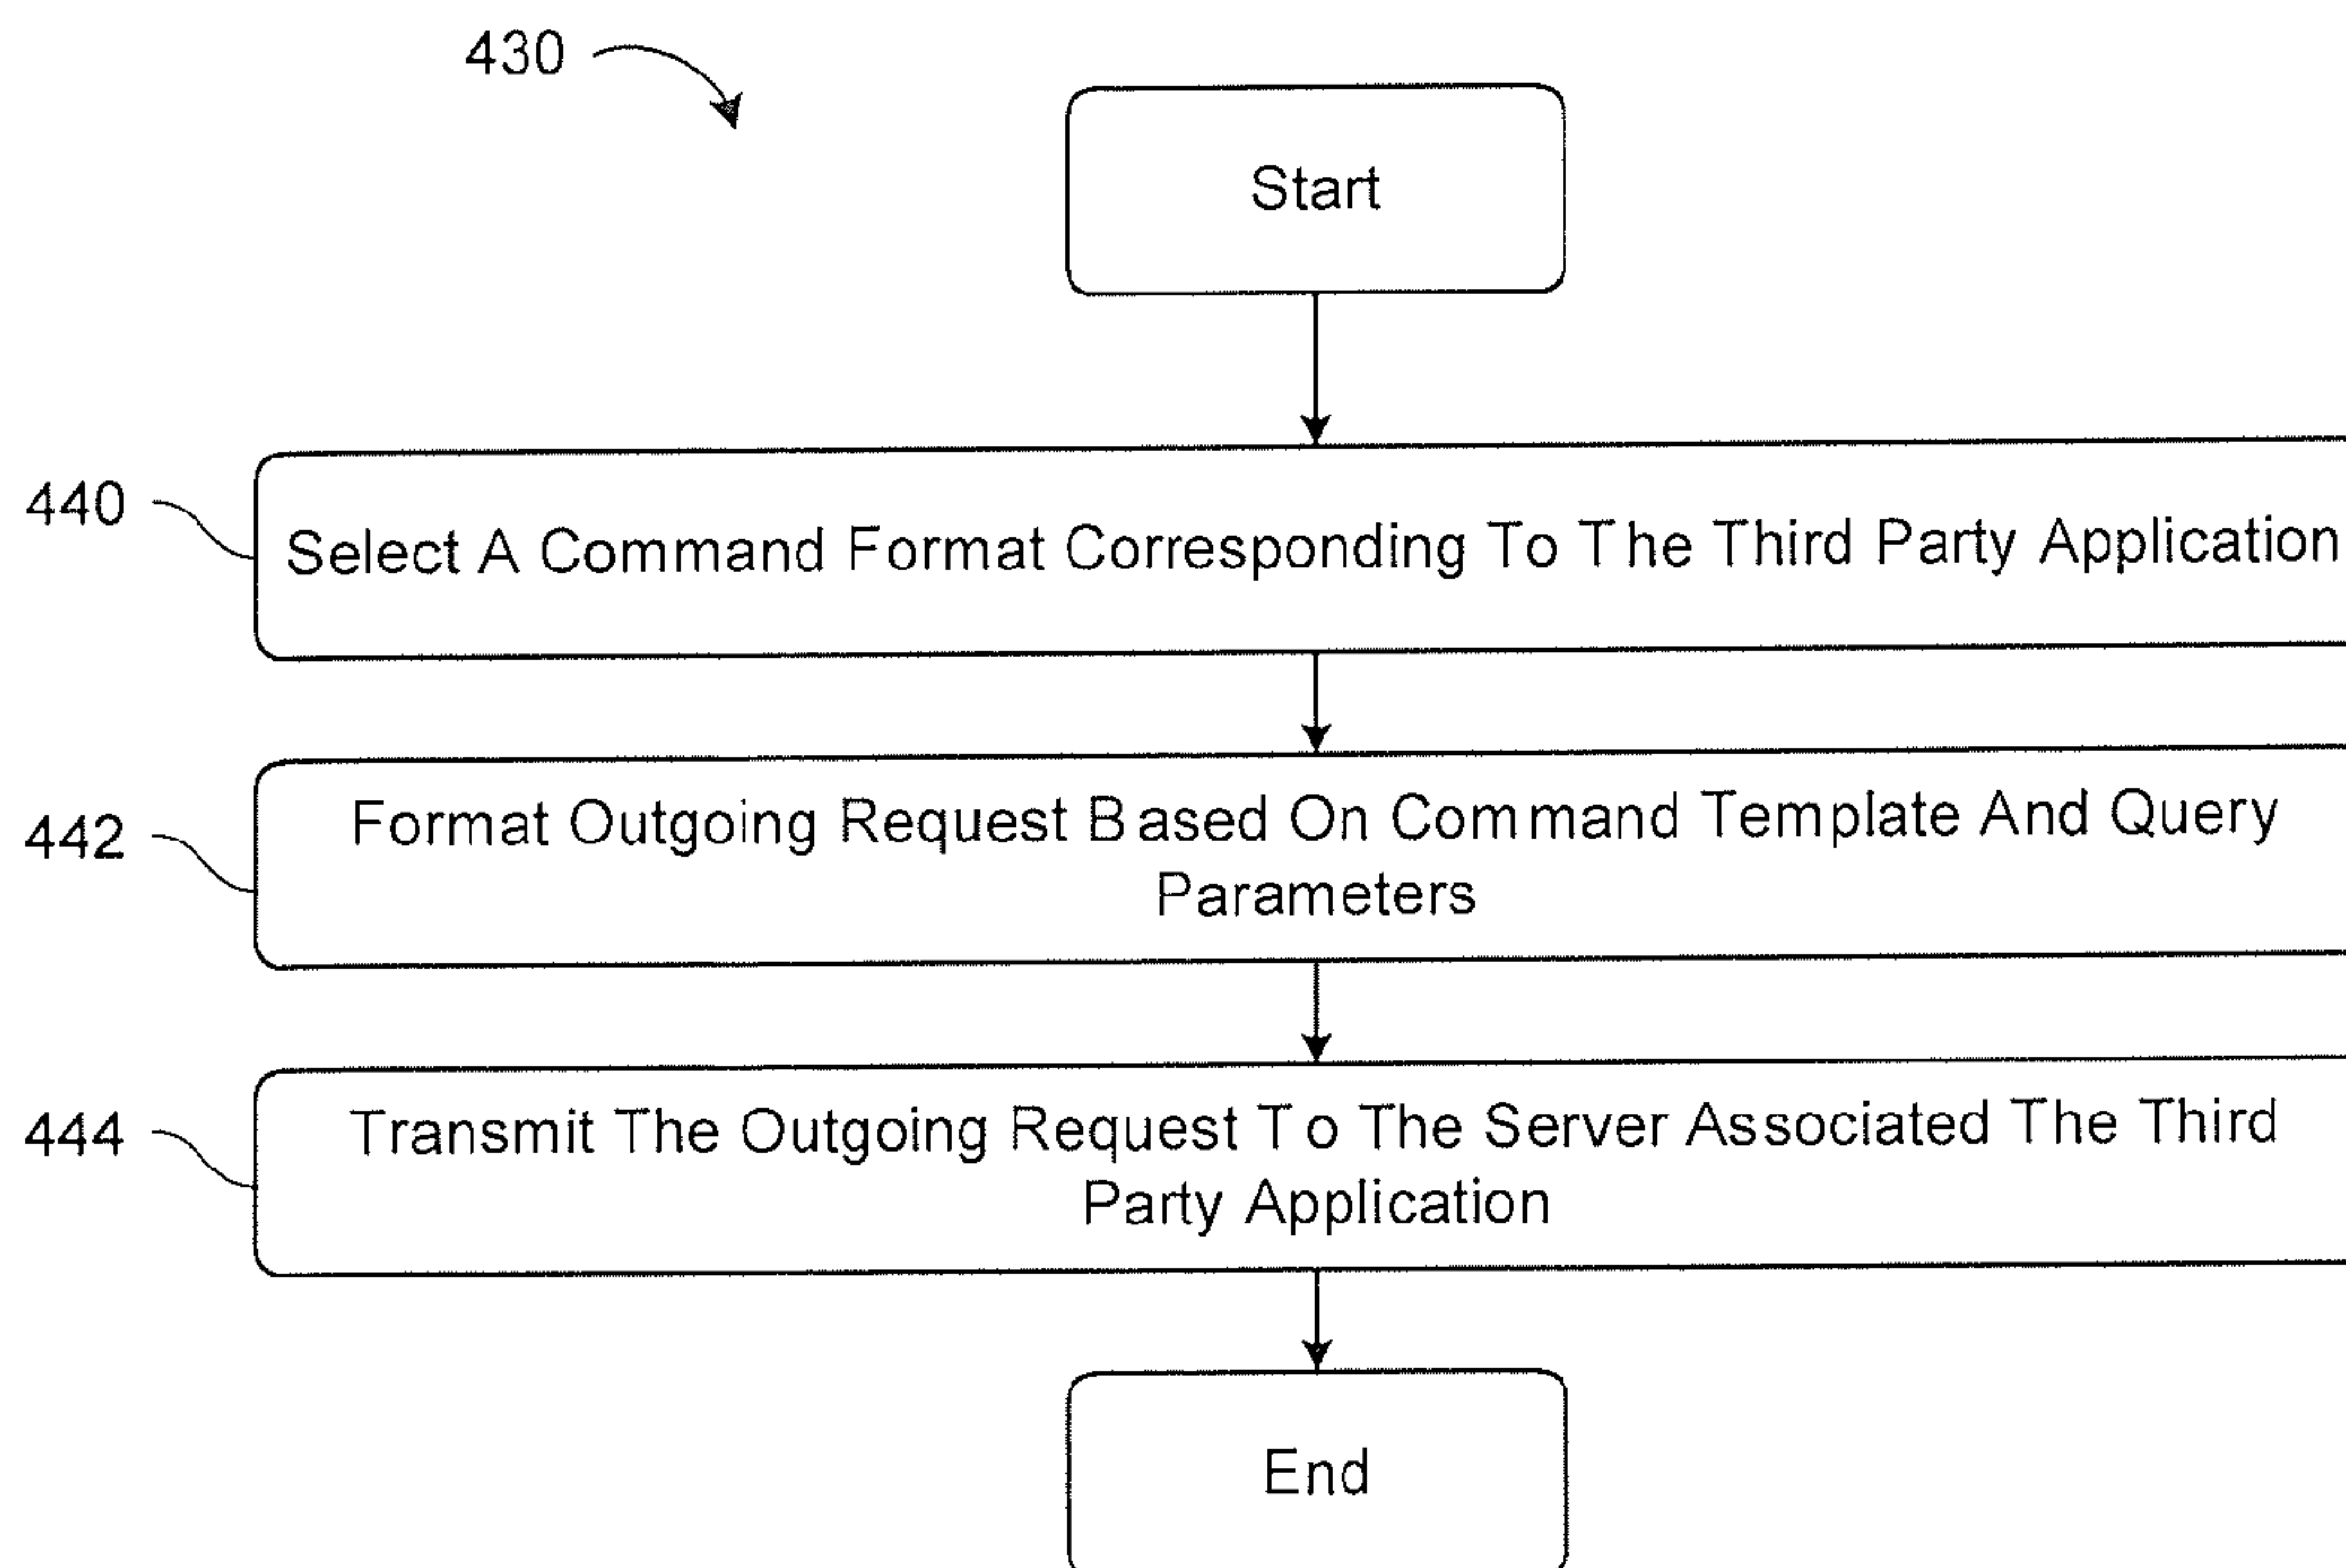 430
Start
440
Select A Command Format Corresponding To The Third Party Application
442
Format Outgoing Request Based On Command Template And Query
Parameters
444
Transmit The Outgoing Request To The Server Associated The Third
Party Application
End